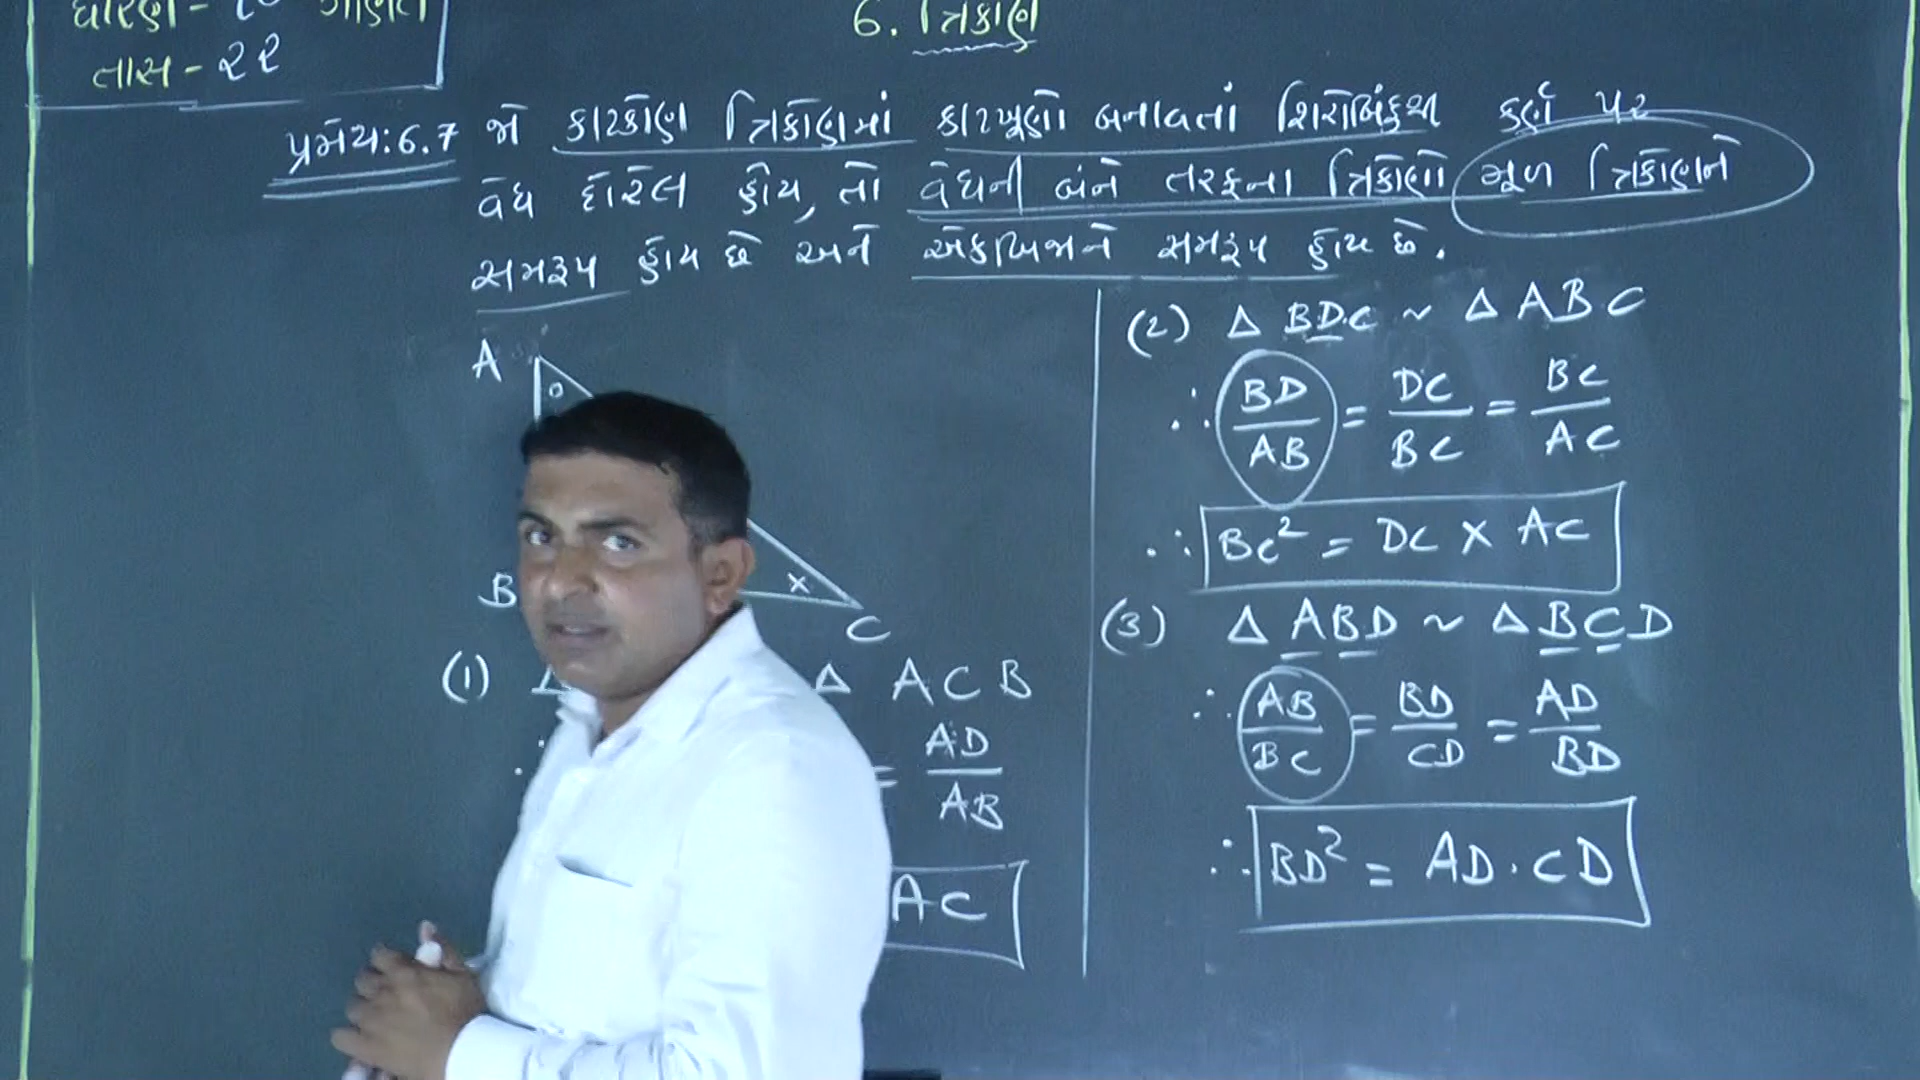 ધોરણ - ૧૦ ગણિત
તાસ - ૨૨
6. ત્રિકોણ
પ્રમેય: 6.7 જો કાટકોણ ત્રિકોણમાં કાટખૂણો બનાવતાં શિરોબિંદુથી કર્ણ પર
વેધ દોરેલ હોય, તો વેધની બંને તરફના ત્રિકોણો મૂળ ત્રિકોણને
સમરૂપ હોય છે અને એકબીજાને સમરૂપ હોય છે.
A
o
B
x
C
(1) Δ Δ ACB
∴ = AD/AB
AC
(2) Δ BDC ~ Δ ABC
∴ BD/AB = DC/BC = BC/AC
∴ BC² = DC X AC
(3) Δ ABD ~ Δ BCD
∴ AB/BC = BD/CD = AD/BD
∴ BD² = AD · CD